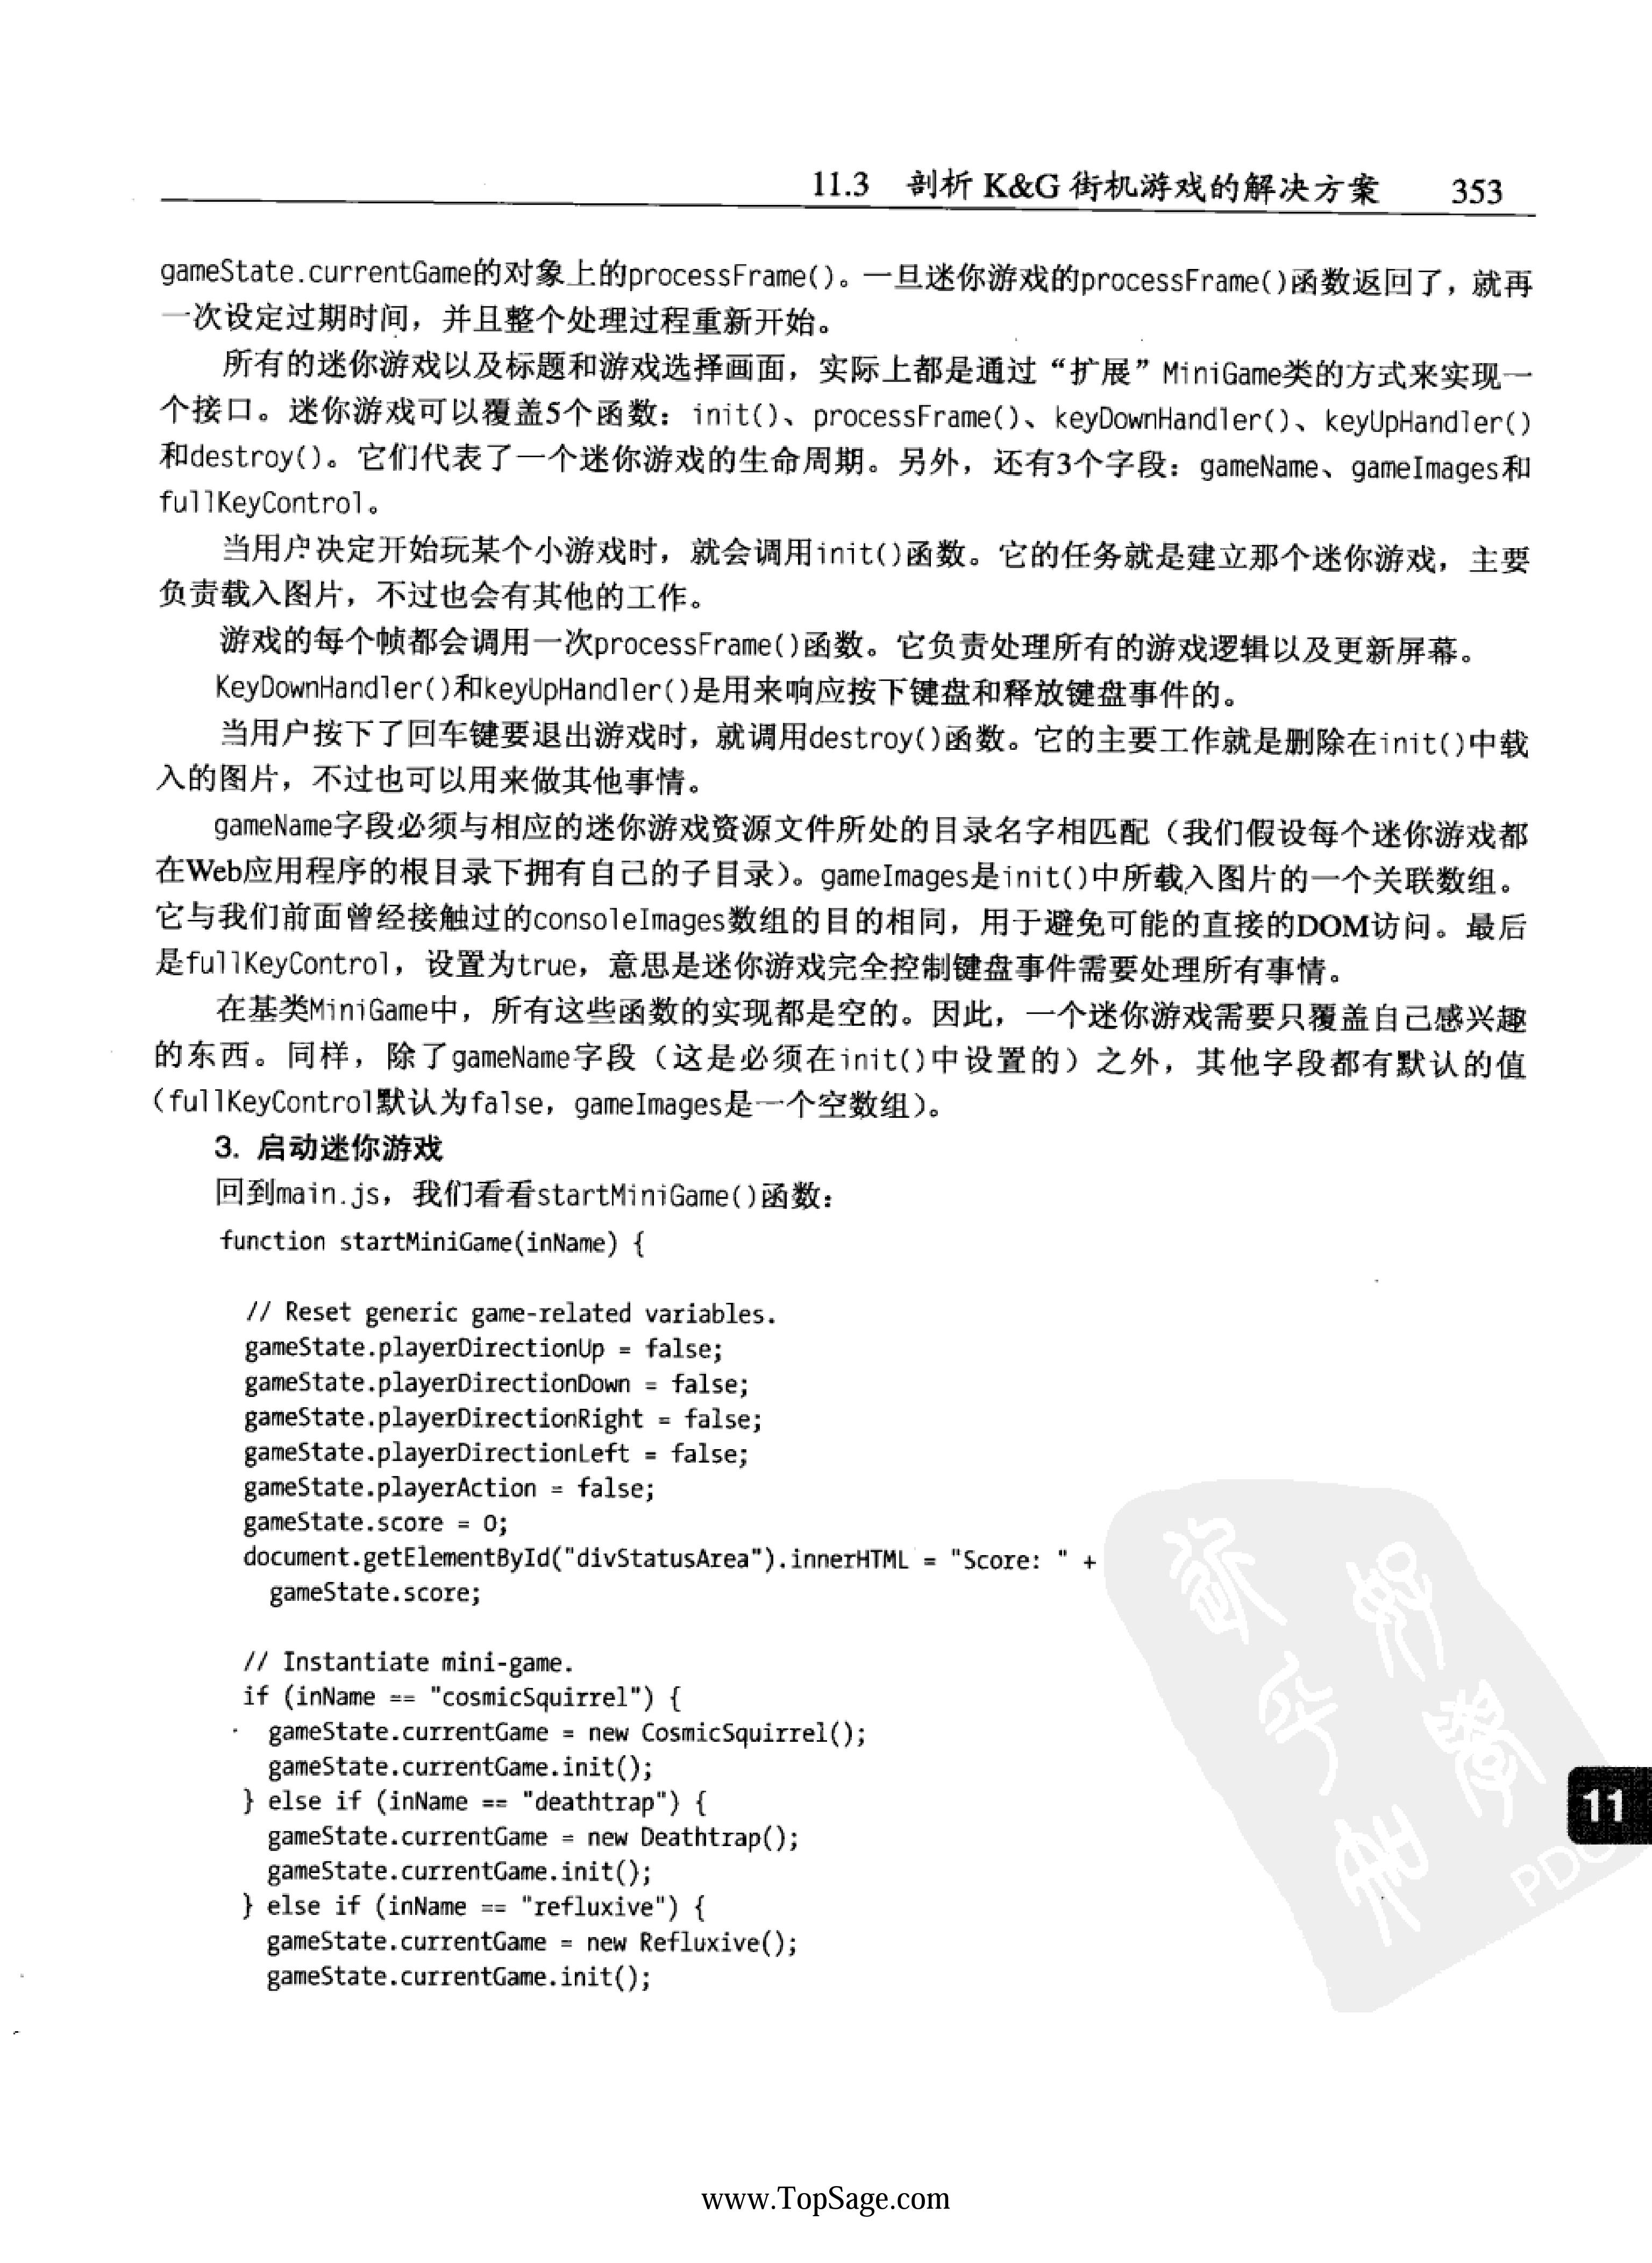 11.3 剖析 K&G 街机游戏的解决方案 353
gameState.currentGame的对象上的processFrame()。一旦迷你游戏的processFrame()函数返回了，就再
一次设定过期时间，并且整个处理过程重新开始。
所有的迷你游戏以及标题和游戏选择画面，实际上都是通过“扩展”MiniGame类的方式来实现一
个接口。迷你游戏可以覆盖5个函数：init()、processFrame()、keyDownHandler()、keyUpHandler()
和destroy()。它们代表了一个迷你游戏的生命周期。另外，还有3个字段：gameName、gameImages和
fullKeyControl。
当用户决定开始玩某个小游戏时，就会调用init()函数。它的任务就是建立那个迷你游戏，主要
负责载入图片，不过也会有其他的工作。
游戏的每个帧都会调用一次processFrame()函数。它负责处理所有的游戏逻辑以及更新屏幕。
KeyDownHandler()和keyUpHandler()是用来响应按下键盘和释放键盘事件的。
当用户按下了回车键要退出游戏时，就调用destroy()函数。它的主要工作就是删除在init()中载
入的图片，不过也可以用来做其他事情。
gameName字段必须与相应的迷你游戏资源文件所处的目录名字相匹配（我们假设每个迷你游戏都
在Web应用程序的根目录下拥有自己的子目录）。gameImages是init()中所载入图片的一个关联数组。
它与我们前面曾经接触过的consoleImages数组的目的相同，用于避免可能的直接的DOM访问。最后
是fullKeyControl，设置为true，意思是迷你游戏完全控制键盘事件需要处理所有事情。
在基类MiniGame中，所有这些函数的实现都是空的。因此，一个迷你游戏需要只覆盖自己感兴趣
的东西。同样，除了gameName字段（这是必须在init()中设置的）之外，其他字段都有默认的值
（fullKeyControl默认为false，gameImages是一个空数组）。
3. 启动迷你游戏
回到main.js，我们看看startMiniGame()函数：
function startMiniGame(inName) {
// Reset generic game-related variables.
gameState.playerDirectionUp = false;
gameState.playerDirectionDown = false;
gameState.playerDirectionRight = false;
gameState.playerDirectionLeft = false;
gameState.playerAction = false;
gameState.score = 0;
document.getElementById("divStatusArea").innerHTML = "Score: " +
gameState.score;
// Instantiate mini-game.
if (inName == "cosmicSquirrel") {
gameState.currentGame = new CosmicSquirrel();
gameState.currentGame.init();
} else if (inName == "deathtrap") {
gameState.currentGame = new Deathtrap();
gameState.currentGame.init();
} else if (inName == "refluxive") {
gameState.currentGame = new Refluxive();
gameState.currentGame.init();
11
www.TopSage.com